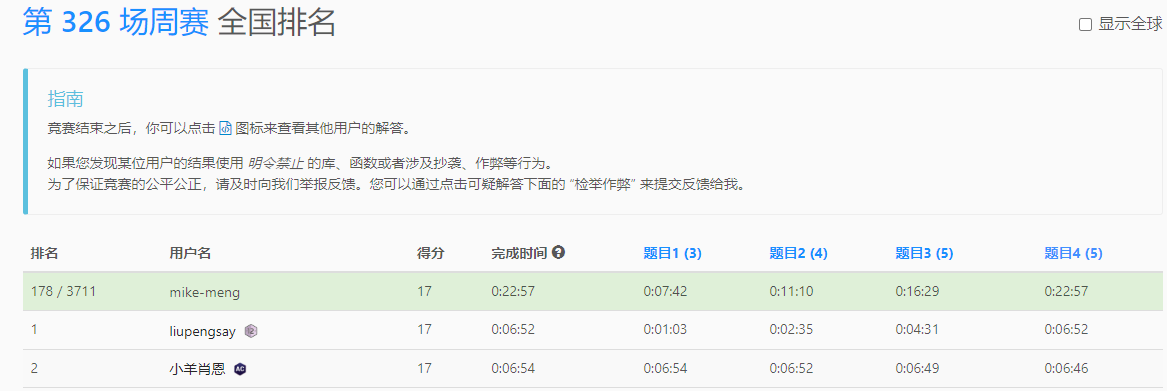 第 326 场周赛 全国排名
显示全球
指南
竞赛结束之后，你可以点击 图标来查看其他用户的解答。
如果您发现某位用户的结果使用 明令禁止 的库、函数或者涉及抄袭、作弊等行为。
为了保证竞赛的公平公正，请及时向我们举报反馈。您可以通过点击可疑解答下面的 “检举作弊” 来提交反馈给我。
排名 用户名 得分 完成时间 题目1 (3) 题目2 (4) 题目3 (5) 题目4 (5)
178 / 3711 mike-meng 17 0:22:57 0:07:42 0:11:10 0:16:29 0:22:57
1 liupengsay 17 0:06:52 0:01:03 0:02:35 0:04:31 0:06:52
2 小羊肖恩 AC 17 0:06:54 0:06:54 0:06:52 0:06:49 0:06:46